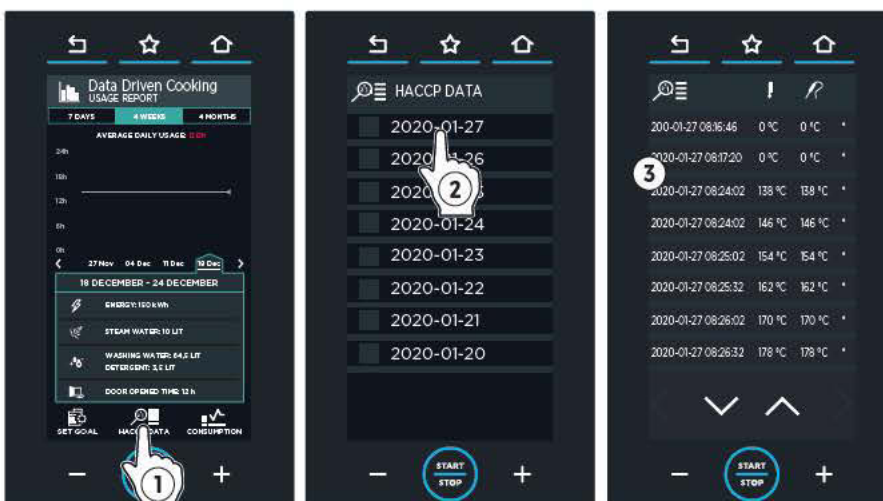 Data Driven Cooking
USAGE REPORT
7 DAYS 4 WEEKS 4 MONTHS
AVERAGE DAILY USAGE:
24h
18h
12h
6h
0h
27 Nov 04 Dec 11 Dec 18 Dec
18 DECEMBER - 24 DECEMBER
ENERGY: 150 kWh
STEAM WATER: 10 LIT
WASHING WATER: 64,5 LIT
DETERGENT: 3,5 LIT
DOOR OPENED TIME: 12 h
SET GOAL HACCP DATA CONSUMPTION
− 1 +
HACCP DATA
2020-01-27
2020-01-26
2
2020-01-24
2020-01-23
2020-01-22
2020-01-21
2020-01-20
− START STOP +
200-01-27 08:16:46 0 °C 0 °C *
2020-01-27 08:17:20 0 °C 0 °C *
3
2020-01-27 08:24:02 138 °C 138 °C *
2020-01-27 08:24:02 146 °C 146 °C *
2020-01-27 08:25:02 154 °C 154 °C *
2020-01-27 08:25:32 162 °C 162 °C *
2020-01-27 08:26:02 170 °C 170 °C *
2020-01-27 08:26:32 178 °C 178 °C *
− START STOP +